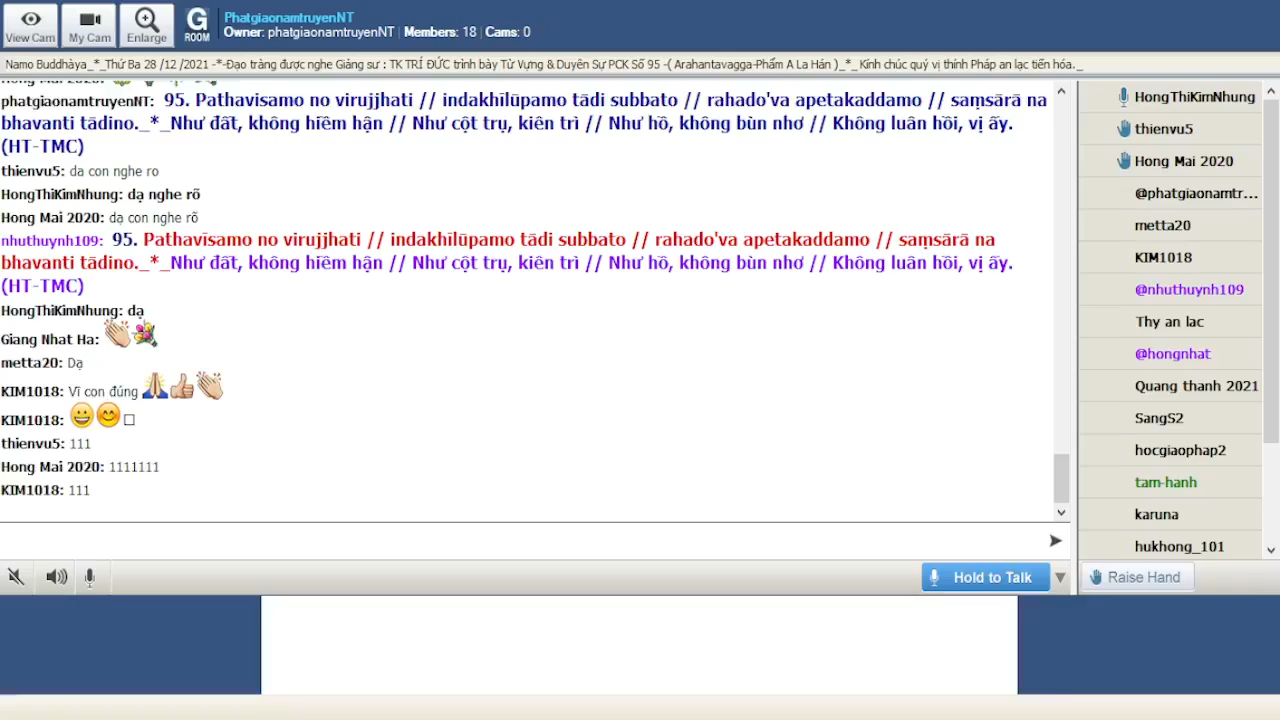 PhatgiaonamtruyenNT
Owner: phatgiaonamtruyenNT | Members: 18 | Cams: 0
View Cam
My Cam
Enlarge
G
ROOM
Namo Buddhàya_*_Thứ Ba 28 /12 /2021 -*-Đạo tràng được nghe Giảng sư : TK TRÍ ĐỨC trình bày Từ Vựng & Duyên Sự PCK Số 95 -( Arahantavagga-Phẩm A La Hán )_*_ Kính chúc quý vị thính Pháp an lạc tiến hóa._
phatgiaonamtruyenNT: 95. Pathavisamo no virujjhati // indakhilūpamo tādi subbato // rahado'va apetakaddamo // saṃsārā na
bhavanti tādino._*_Như đất, không hiềm hận // Như cột trụ, kiên trì // Như hồ, không bùn nhơ // Không luân hồi, vị ấy.
(HT-TMC)
thienvu5: da con nghe ro
HongThiKimNhung: dạ nghe rõ
Hong Mai 2020: dạ con nghe rõ
nhuthuynh109: 95. Pathavīsamo no virujjhati // indakhīlūpamo tādi subbato // rahado'va apetakaddamo // saṃsārā na
bhavanti tādino._*_Như đất, không hiềm hận // Như cột trụ, kiên trì // Như hồ, không bùn nhơ // Không luân hồi, vị ấy.
(HT-TMC)
HongThiKimNhung: dạ
Giang Nhat Ha:
metta20: Dạ
KIM1018: Vĩ con đúng
KIM1018:
thienvu5: 111
Hong Mai 2020: 1111111
KIM1018: 111
Hold to Talk
HongThiKimNhung
thienvu5
Hong Mai 2020
@phatgiaonamtr...
metta20
KIM1018
@nhuthuynh109
Thy an lac
@hongnhat
Quang thanh 2021
SangS2
hocgiaophap2
tam-hanh
karuna
hukhong_101
Raise Hand